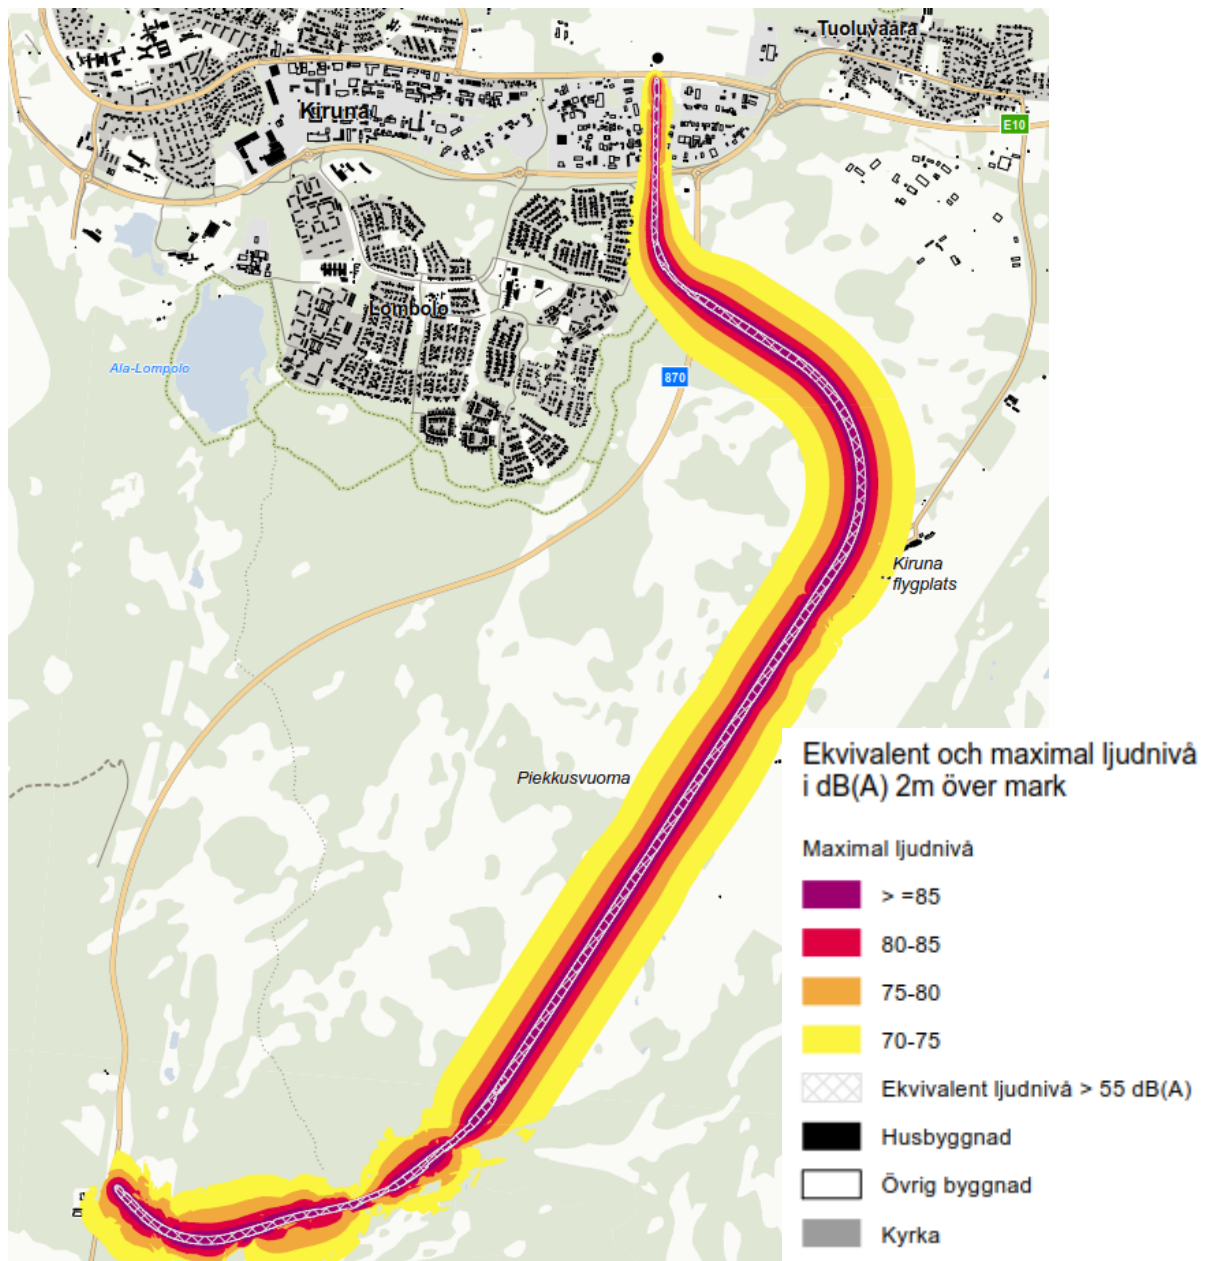 Tuoluvaara
Kiruna
E10
Lombolo
Ala-Lompolo
870
Kiruna
flygplats
Piekkusvuoma
Ekvivalent och maximal ljudnivå
i dB(A) 2m över mark
Maximal ljudnivå
> =85
80-85
75-80
70-75
Ekvivalent ljudnivå > 55 dB(A)
Husbyggnad
Övrig byggnad
Kyrka